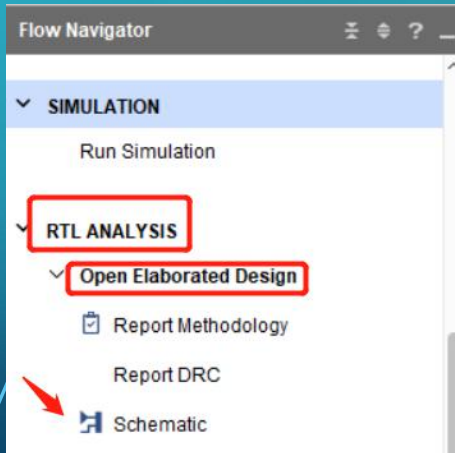 Flow Navigator
?
SIMULATION
Run Simulation
RTL ANALYSIS
Open Elaborated Design
Report Methodology
Report DRC
Schematic